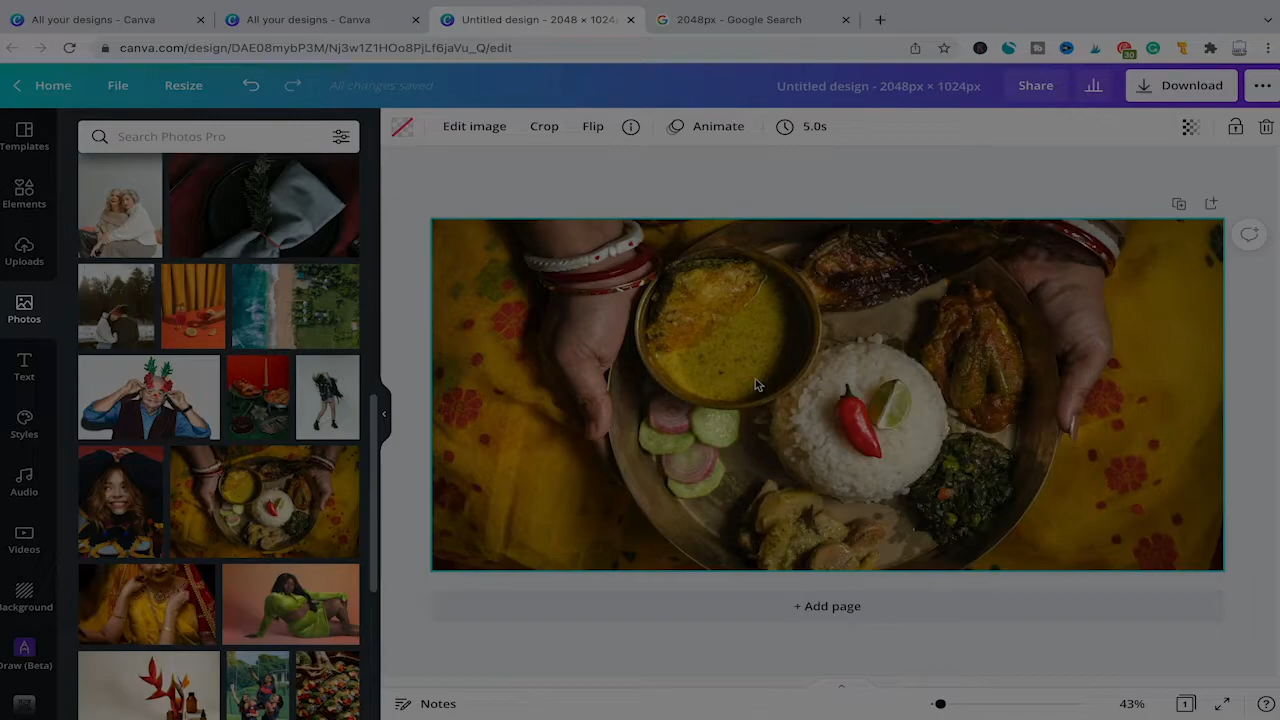 All your designs - Canva
All your designs - Canva
Untitled design - 2048 × 1024
2048px - Google Search
canva.com/design/DAE08mybP3M/Nj3w1Z1HOo8PjLf6jaVu_Q/edit
30
Home
File
Resize
All changes saved
Untitled design - 2048px × 1024px
Share
Download
Templates
Search Photos Pro
Edit image
Crop
Flip
Animate
5.0s
Elements
Uploads
Photos
Text
Styles
Audio
Videos
Background
Draw (Beta)
+ Add page
Notes
43%
1